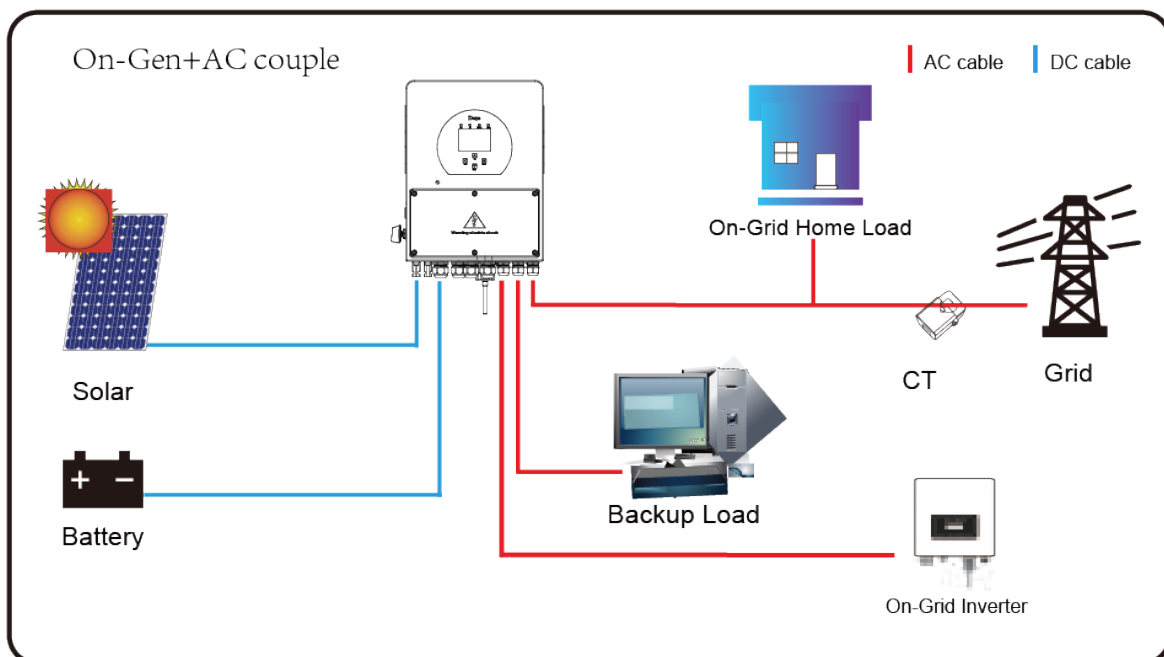 On-Gen+AC couple
AC cable
DC cable
On-Grid Home Load
Solar
CT
Grid
Battery
Backup Load
On-Grid Inverter